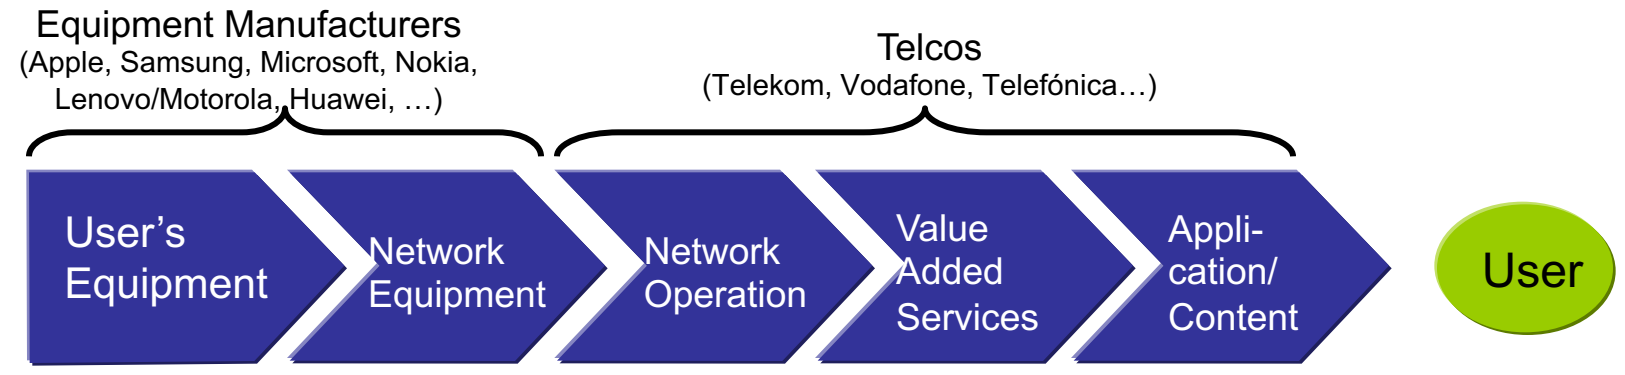 Equipment Manufacturers
(Apple, Samsung, Microsoft, Nokia,
Lenovo/Motorola, Huawei, …)
Telcos
(Telekom, Vodafone, Telefónica…)
User’s
Equipment
Network
Equipment
Network
Operation
Value
Added
Services
Appli-
cation/
Content
User